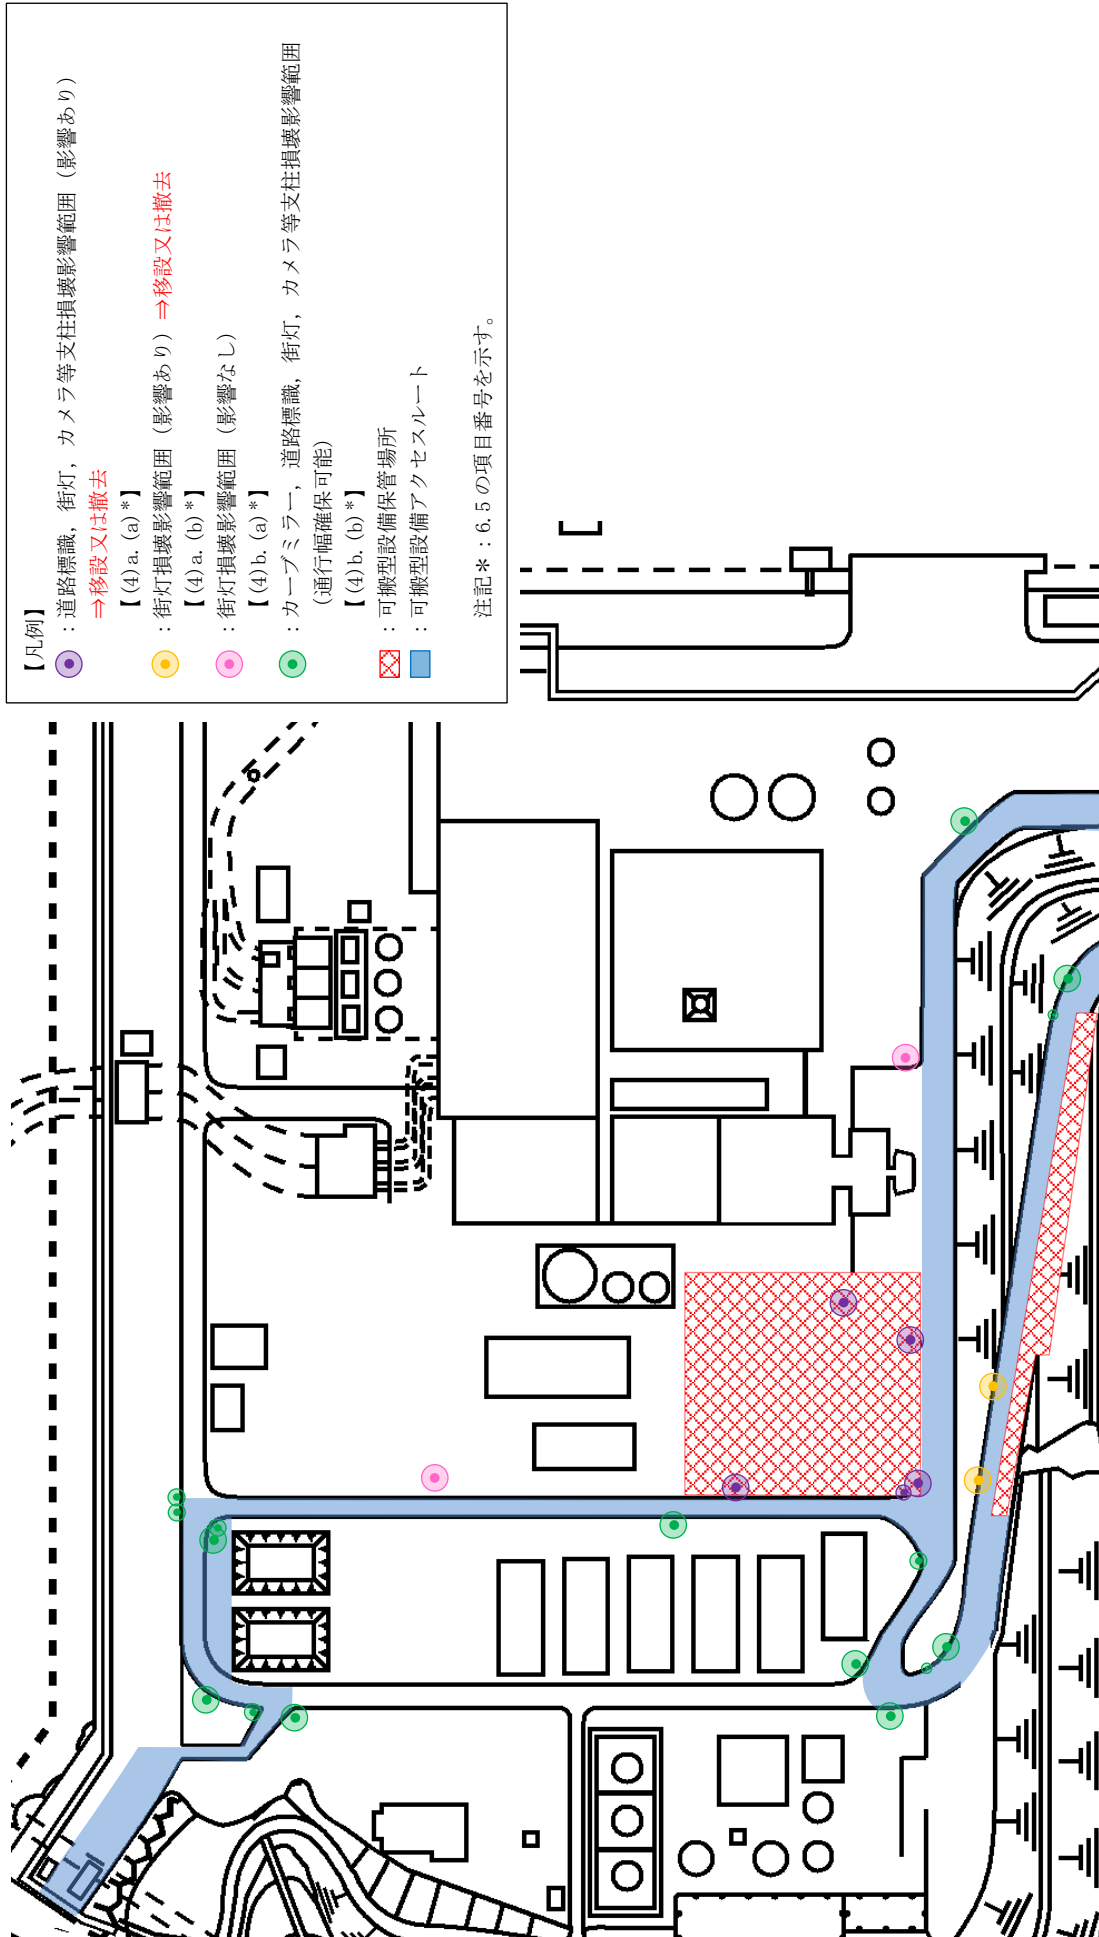 【凡例】
：道路標識，街灯，カメラ等支柱損壊影響範囲（影響あり）
⇒移設又は撤去
【(4)a.(a)*】
：街灯損壊影響範囲（影響あり）⇒移設又は撤去
【(4)a.(b)*】
：街灯損壊影響範囲（影響なし）
【(4)b.(a)*】
：カーブミラー，道路標識，街灯，カメラ等支柱損壊影響範囲
（通行幅確保可能）
【(4)b.(b)*】
：可搬型設備保管場所
：可搬型設備アクセスルート
注記＊：6.5の項目番号を示す。